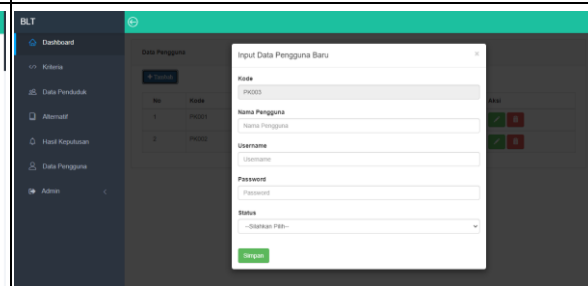 BLT
Dashboard
Kriteria
Data Penduduk
Alternatif
Hasil Keputusan
Data Pengguna
Admin
Data Pengguna
+ Tambah
No Kode Aksi
1 PK001
2 PK002
Input Data Pengguna Baru ×
Kode
PK003
Nama Pengguna
Nama Pengguna
Username
Username
Password
Password
Status
--Silahkan Pilih--
Simpan